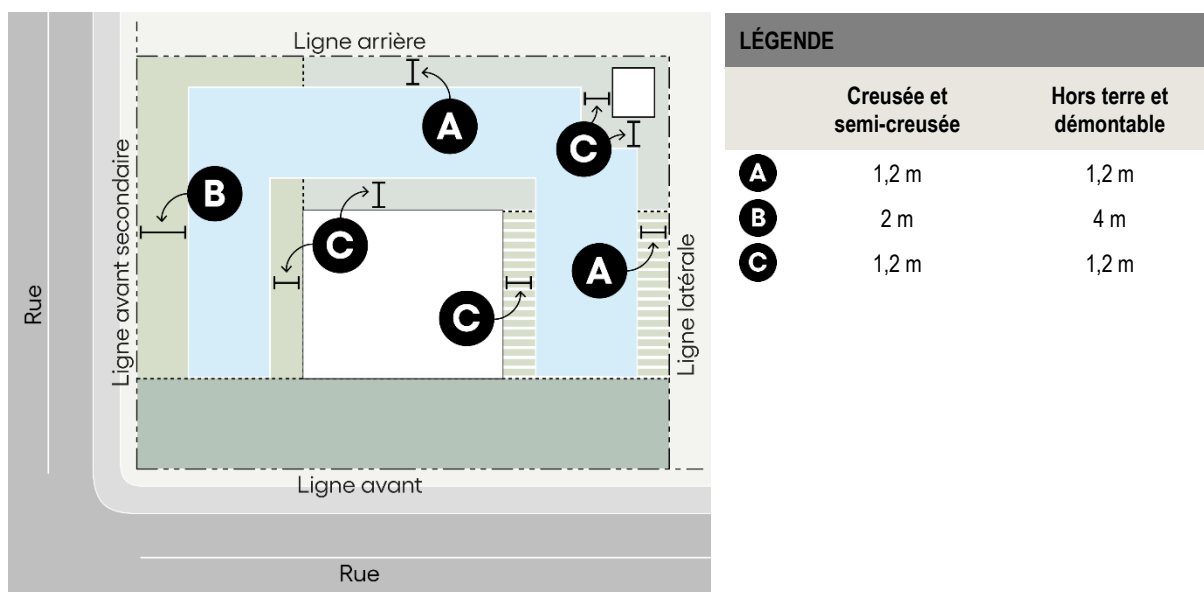 Ligne arrière
A
C
B
Ligne avant secondaire
C
A
C
Ligne latérale
Rue
Ligne avant
Rue
LÉGENDE
Creusée et
semi-creusée
Hors terre et
démontable
A 1,2 m 1,2 m
B 2 m 4 m
C 1,2 m 1,2 m